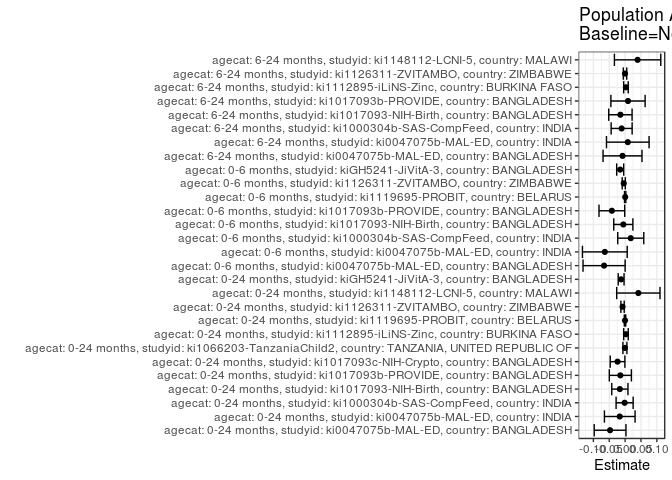 Population A
Baseline=N
agecat: 6-24 months, studyid: ki1148112-LCNI-5, country: MALAWI
agecat: 6-24 months, studyid: ki1126311-ZVITAMBO, country: ZIMBABWE
agecat: 6-24 months, studyid: ki1112895-iLiNS-Zinc, country: BURKINA FASO
agecat: 6-24 months, studyid: ki1017093b-PROVIDE, country: BANGLADESH
agecat: 6-24 months, studyid: ki1017093-NIH-Birth, country: BANGLADESH
agecat: 6-24 months, studyid: ki1000304b-SAS-CompFeed, country: INDIA
agecat: 6-24 months, studyid: ki0047075b-MAL-ED, country: INDIA
agecat: 6-24 months, studyid: ki0047075b-MAL-ED, country: BANGLADESH
agecat: 0-6 months, studyid: kiGH5241-JiVitA-3, country: BANGLADESH
agecat: 0-6 months, studyid: ki1126311-ZVITAMBO, country: ZIMBABWE
agecat: 0-6 months, studyid: ki1119695-PROBIT, country: BELARUS
agecat: 0-6 months, studyid: ki1017093b-PROVIDE, country: BANGLADESH
agecat: 0-6 months, studyid: ki1017093-NIH-Birth, country: BANGLADESH
agecat: 0-6 months, studyid: ki1000304b-SAS-CompFeed, country: INDIA
agecat: 0-6 months, studyid: ki0047075b-MAL-ED, country: INDIA
agecat: 0-6 months, studyid: ki0047075b-MAL-ED, country: BANGLADESH
agecat: 0-24 months, studyid: kiGH5241-JiVitA-3, country: BANGLADESH
agecat: 0-24 months, studyid: ki1148112-LCNI-5, country: MALAWI
agecat: 0-24 months, studyid: ki1126311-ZVITAMBO, country: ZIMBABWE
agecat: 0-24 months, studyid: ki1119695-PROBIT, country: BELARUS
agecat: 0-24 months, studyid: ki1112895-iLiNS-Zinc, country: BURKINA FASO
agecat: 0-24 months, studyid: ki1066203-TanzaniaChild2, country: TANZANIA, UNITED REPUBLIC OF
agecat: 0-24 months, studyid: ki1017093c-NIH-Crypto, country: BANGLADESH
agecat: 0-24 months, studyid: ki1017093b-PROVIDE, country: BANGLADESH
agecat: 0-24 months, studyid: ki1017093-NIH-Birth, country: BANGLADESH
agecat: 0-24 months, studyid: ki1000304b-SAS-CompFeed, country: INDIA
agecat: 0-24 months, studyid: ki0047075b-MAL-ED, country: INDIA
agecat: 0-24 months, studyid: ki0047075b-MAL-ED, country: BANGLADESH
-0.10 -0.05 0.00 0.05 0.10
Estimate